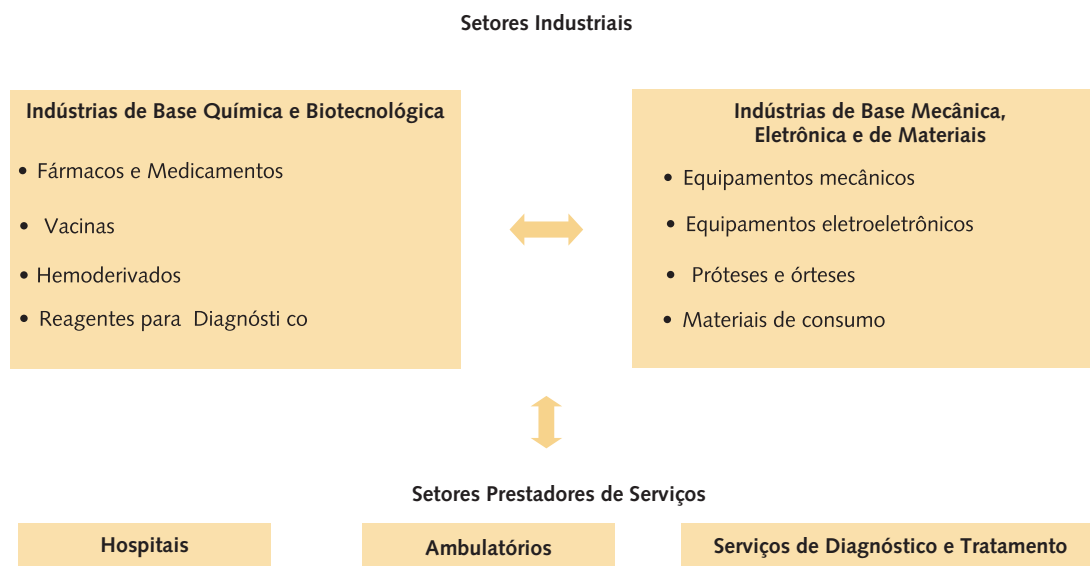 Setores Industriais
Indústrias de Base Química e Biotecnológica
• Fármacos e Medicamentos
• Vacinas
• Hemoderivados
• Reagentes para Diagnósti co
Indústrias de Base Mecânica,
Eletrônica e de Materiais
• Equipamentos mecânicos
• Equipamentos eletroeletrônicos
• Próteses e órteses
• Materiais de consumo
Setores Prestadores de Serviços
Hospitais
Ambulatórios
Serviços de Diagnóstico e Tratamento